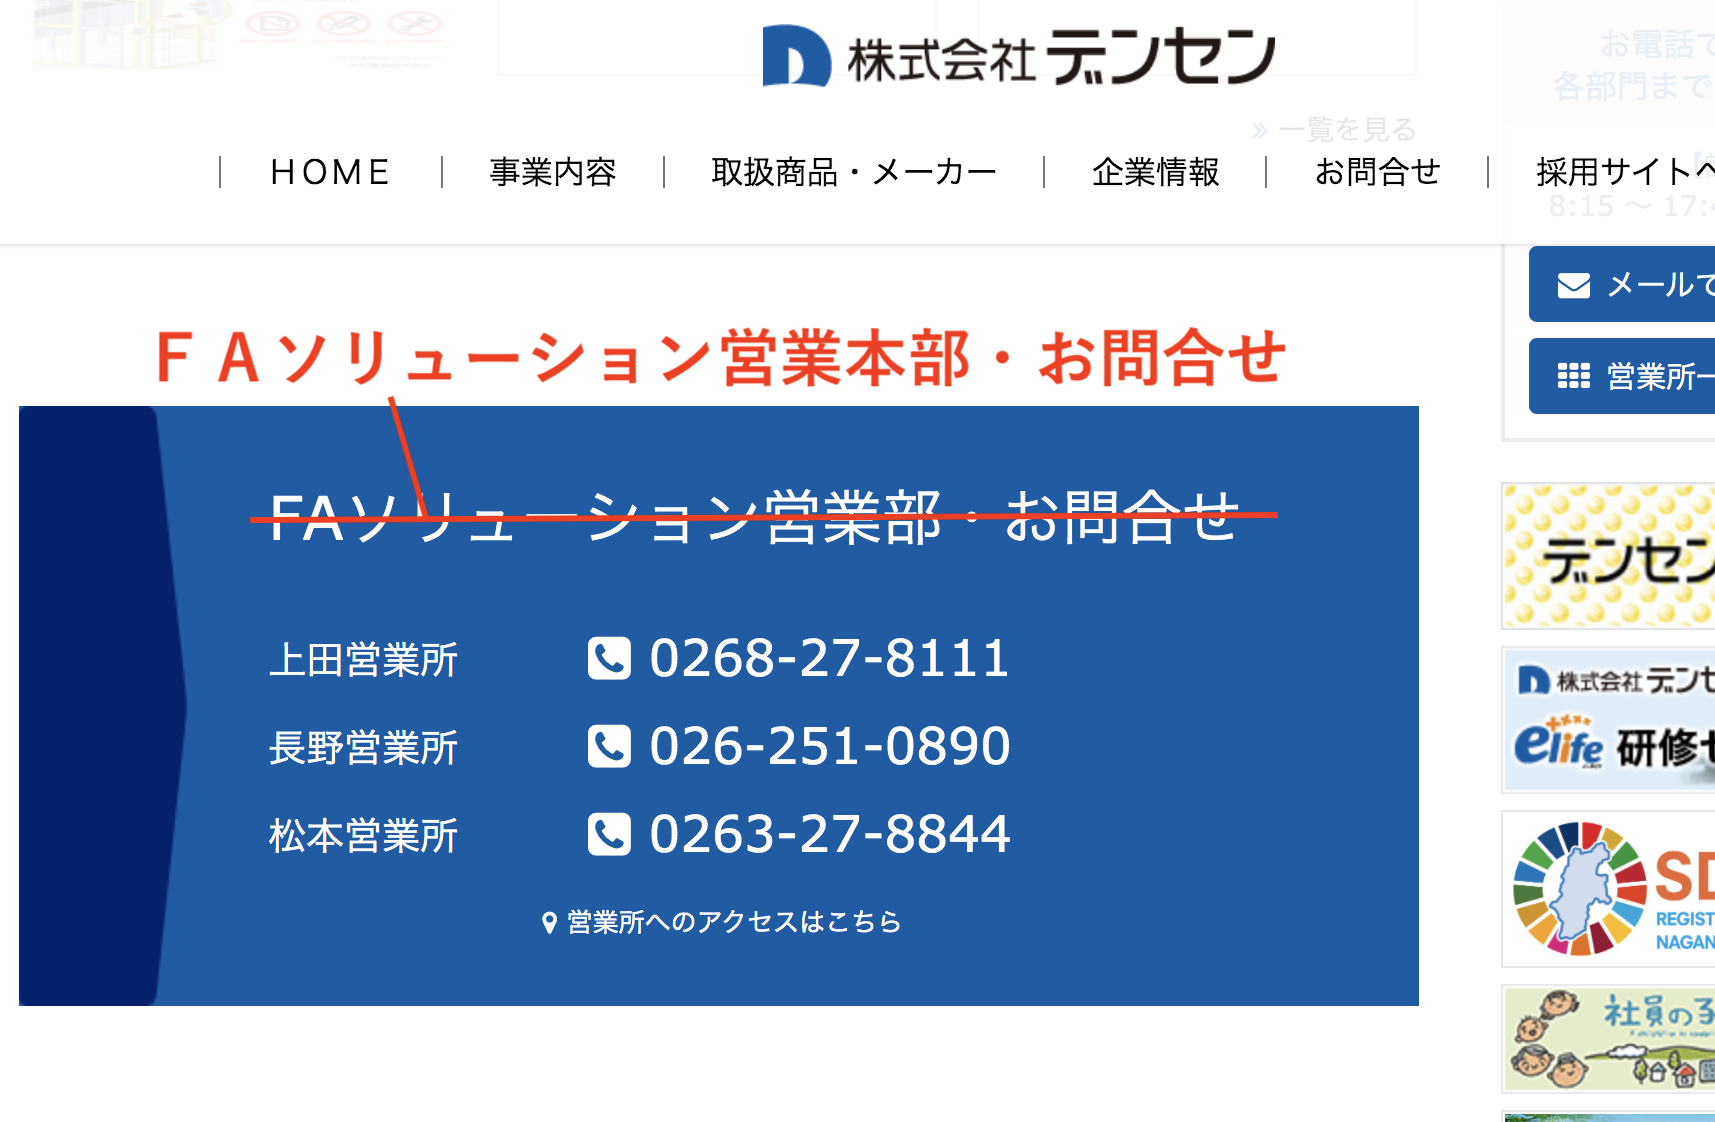 株式会社デンセン
お電話で
各部門まで
» 一覧を見る
HOME
事業内容
取扱商品・メーカー
企業情報
お問合せ
採用サイトへ
8:15 ～ 17:4
メールで
営業所一
ＦＡソリューション営業本部・お問合せ
FAソリューション営業部・お問合せ
上田営業所 0268-27-8111
長野営業所 026-251-0890
松本営業所 0263-27-8844
営業所へのアクセスはこちら
デンセン
株式会社デンセ
elife 研修セ
SD
REGIST
NAGAN
社員の子